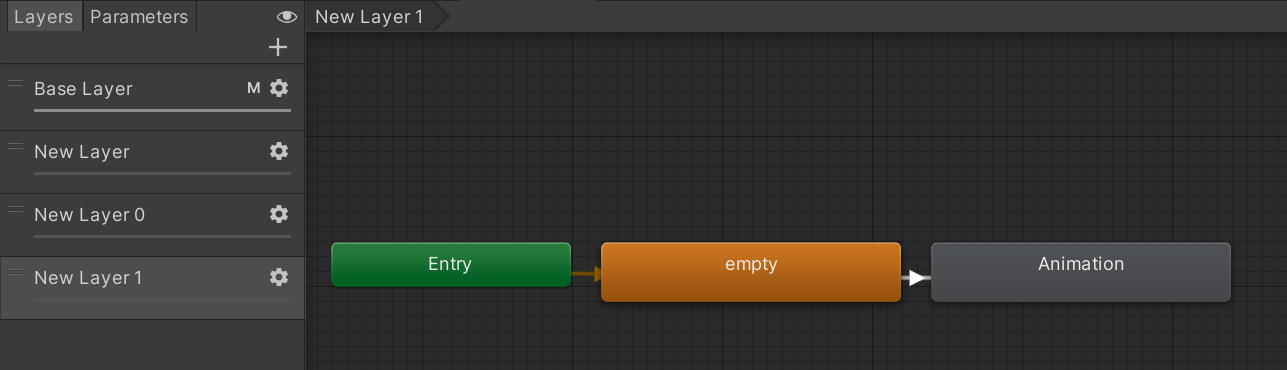 Layers Parameters
New Layer 1
Base Layer M
New Layer
New Layer 0
New Layer 1
Entry
empty
Animation